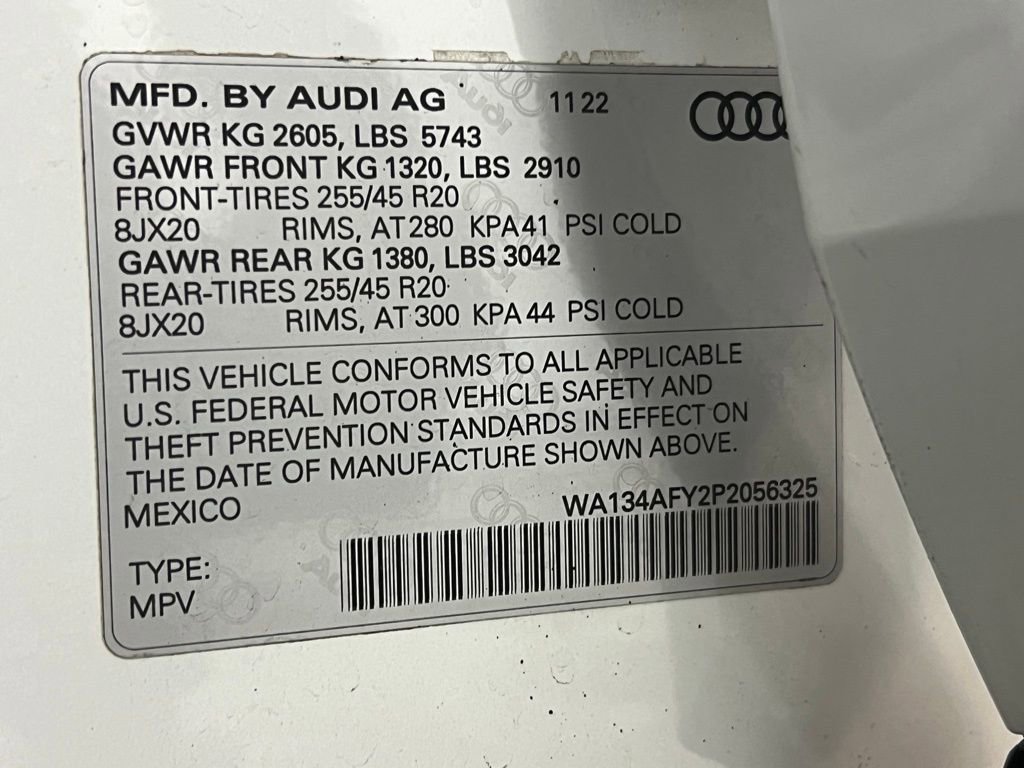 MFD. BY AUDI AG 11 22
GVWR KG 2605, LBS 5743
GAWR FRONT KG 1320, LBS 2910
FRONT-TIRES 255/45 R20
8JX20 RIMS, AT 280 KPA 41 PSI COLD
GAWR REAR KG 1380, LBS 3042
REAR-TIRES 255/45 R20
8JX20 RIMS, AT 300 KPA 44 PSI COLD
THIS VEHICLE CONFORMS TO ALL APPLICABLE
U.S. FEDERAL MOTOR VEHICLE SAFETY AND
THEFT PREVENTION STANDARDS IN EFFECT ON
THE DATE OF MANUFACTURE SHOWN ABOVE.
MEXICO WA134AFY2P2056325
TYPE:
MPV